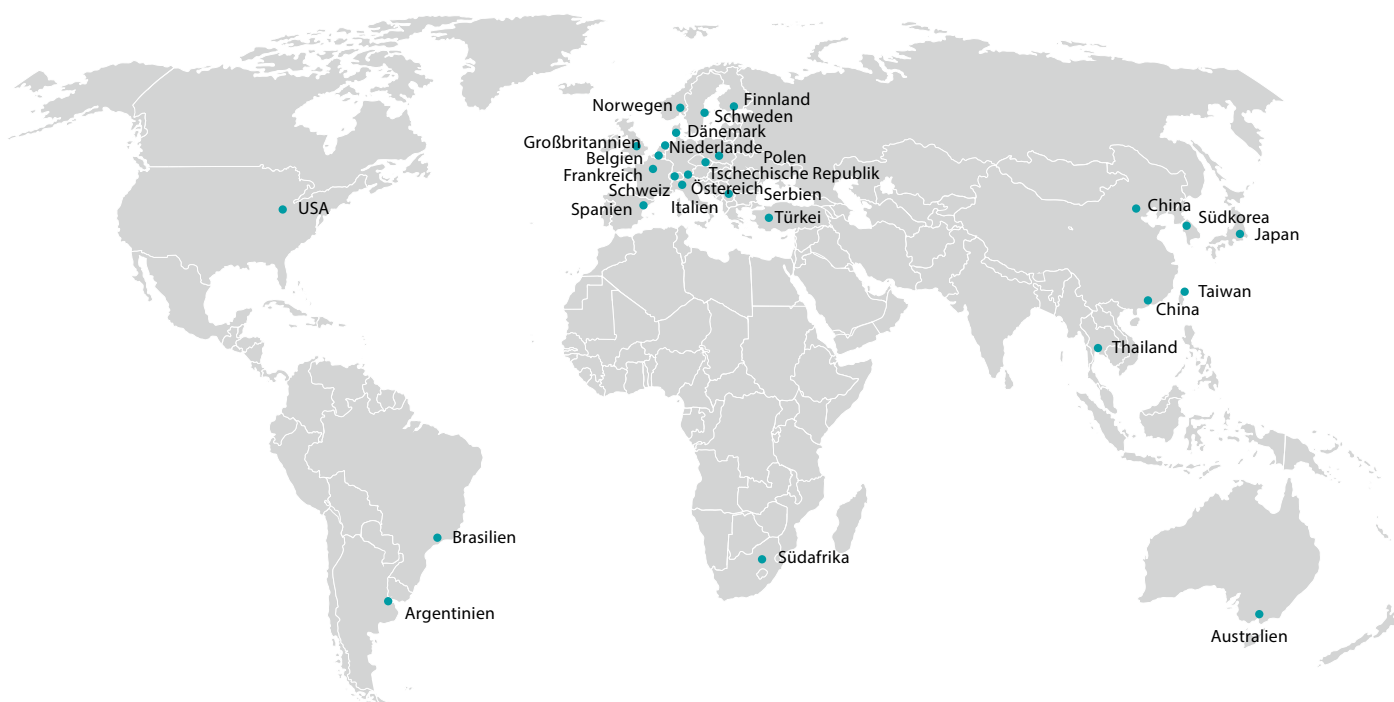 Norwegen
Finnland
Schweden
Dänemark
Großbritannien
Niederlande
Belgien
Polen
Frankreich
Tschechische Republik
Schweiz
Östereich
Serbien
Spanien
Italien
Türkei
USA
China
Südkorea
Japan
Taiwan
China
Thailand
Brasilien
Südafrika
Argentinien
Australien